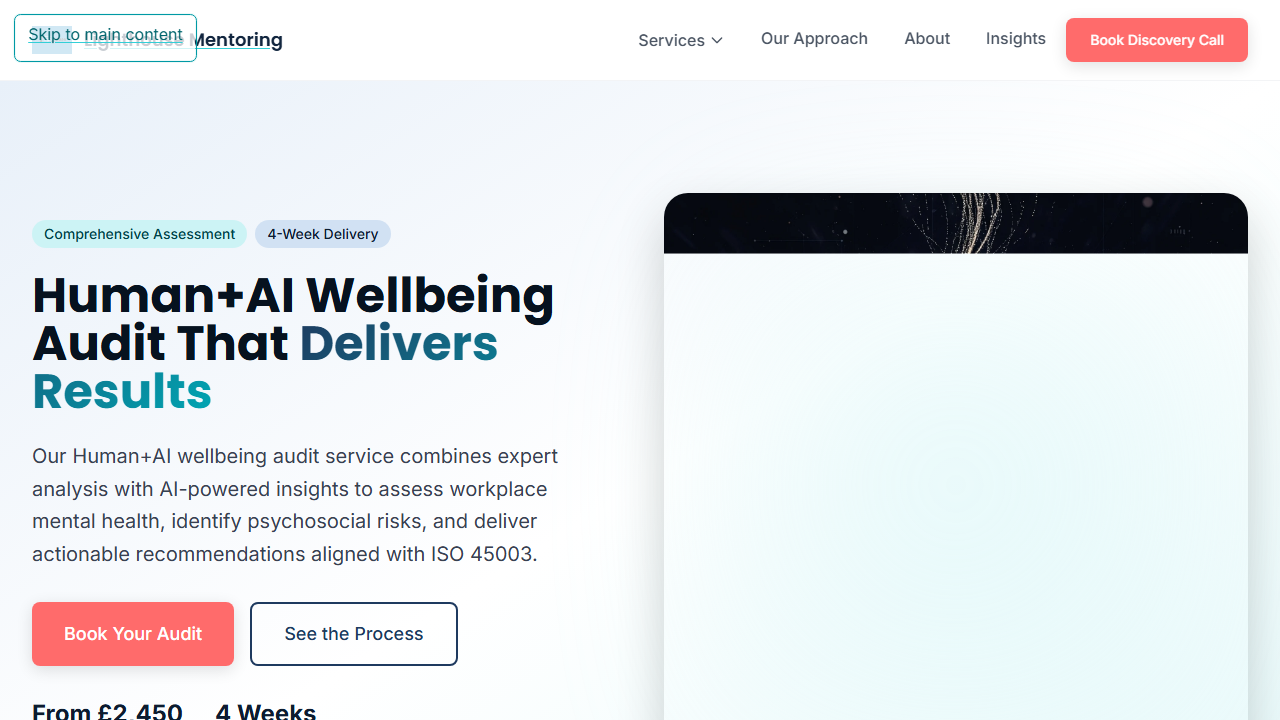 Skip to main content
Lighthouse Mentoring
Services
Our Approach
About
Insights
Book Discovery Call
Comprehensive Assessment
4-Week Delivery
Human+AI Wellbeing
Audit That Delivers
Results
Our Human+AI wellbeing audit service combines expert
analysis with AI-powered insights to assess workplace
mental health, identify psychosocial risks, and deliver
actionable recommendations aligned with ISO 45003.
Book Your Audit
See the Process
From £2,450
4 Weeks